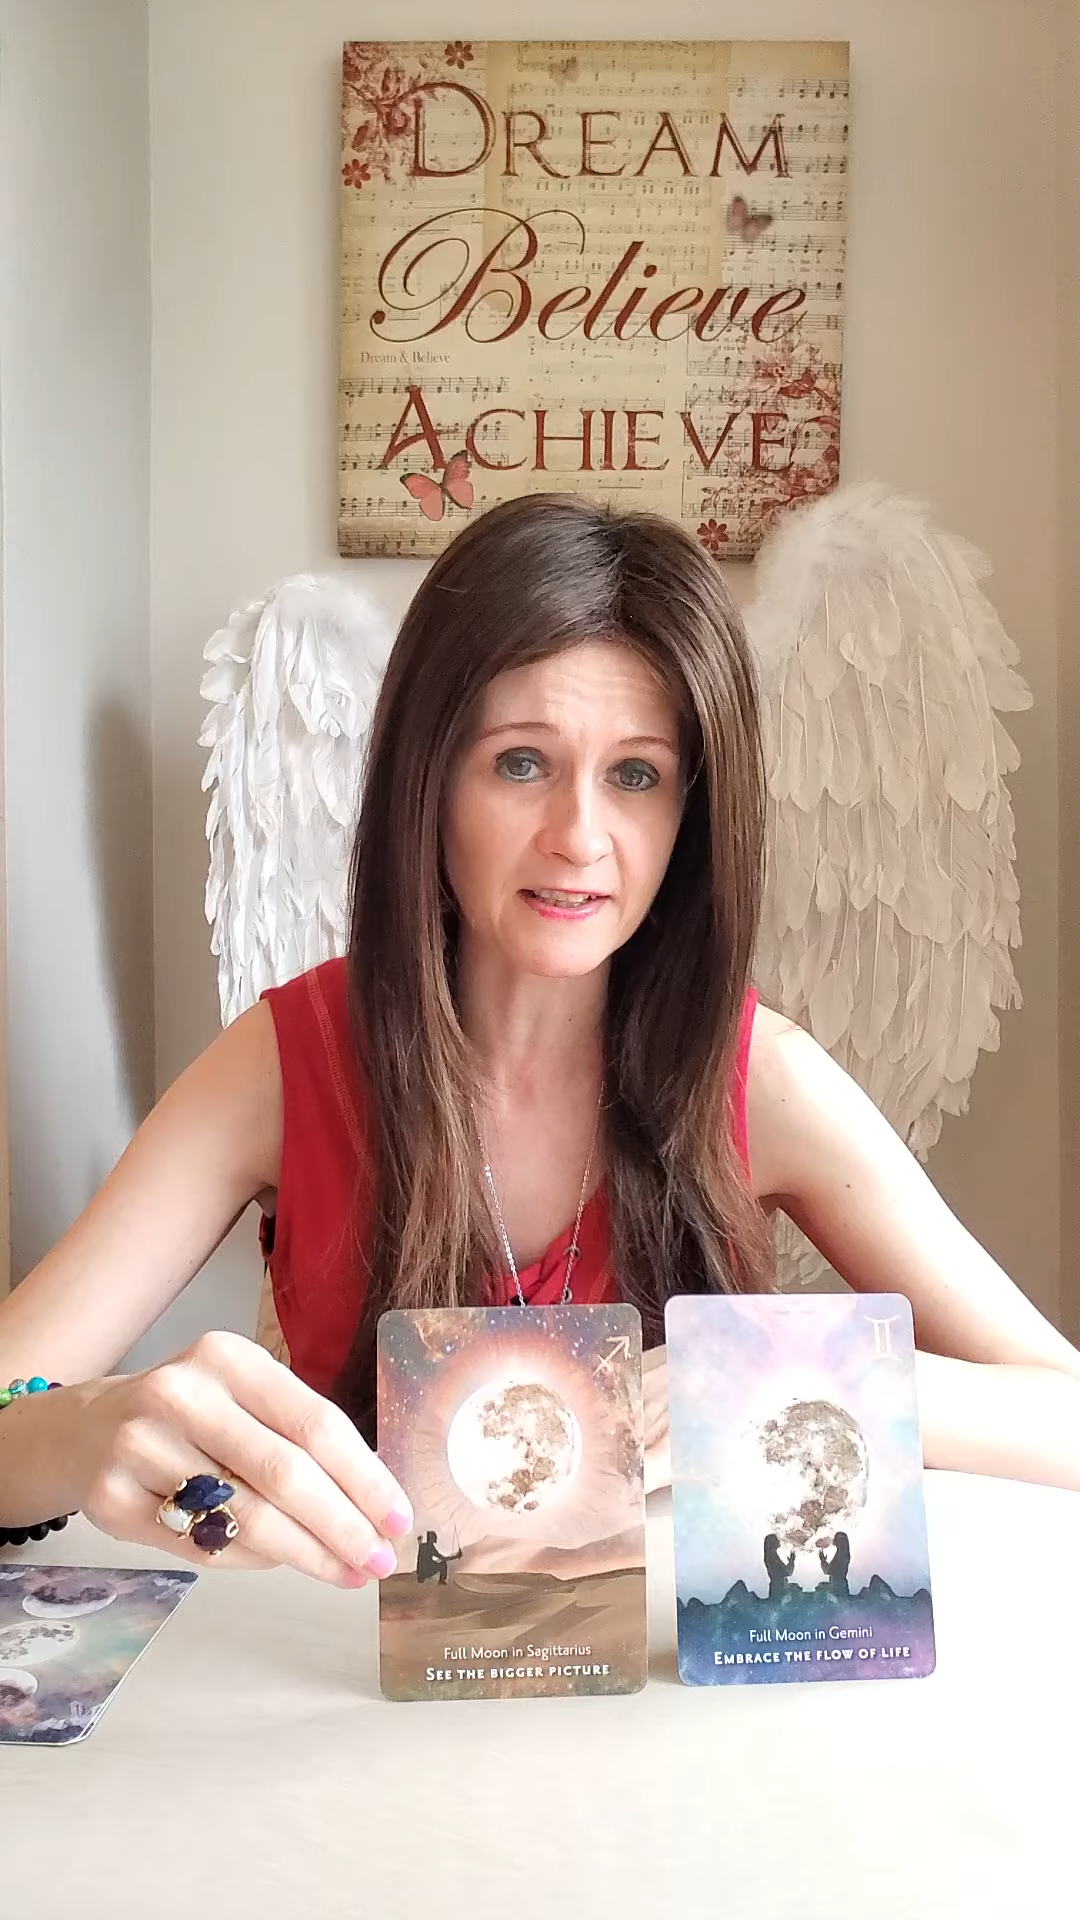 DREAM
Believe
Dream & Believe
ACHIEVE
Full Moon in Sagittarius
SEE THE BIGGER PICTURE
Full Moon in Gemini
EMBRACE THE FLOW OF LIFE